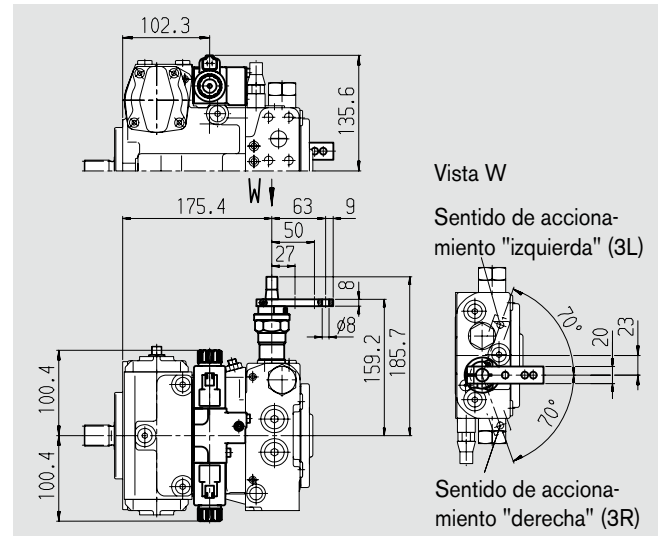 102.3
135.6
W
175.4
63
9
50
27
8
ø8
159.2
185.7
100.4
100.4
Vista W
Sentido de acciona-
miento "izquierda" (3L)
70°
20
23
70°
Sentido de acciona-
miento "derecha" (3R)